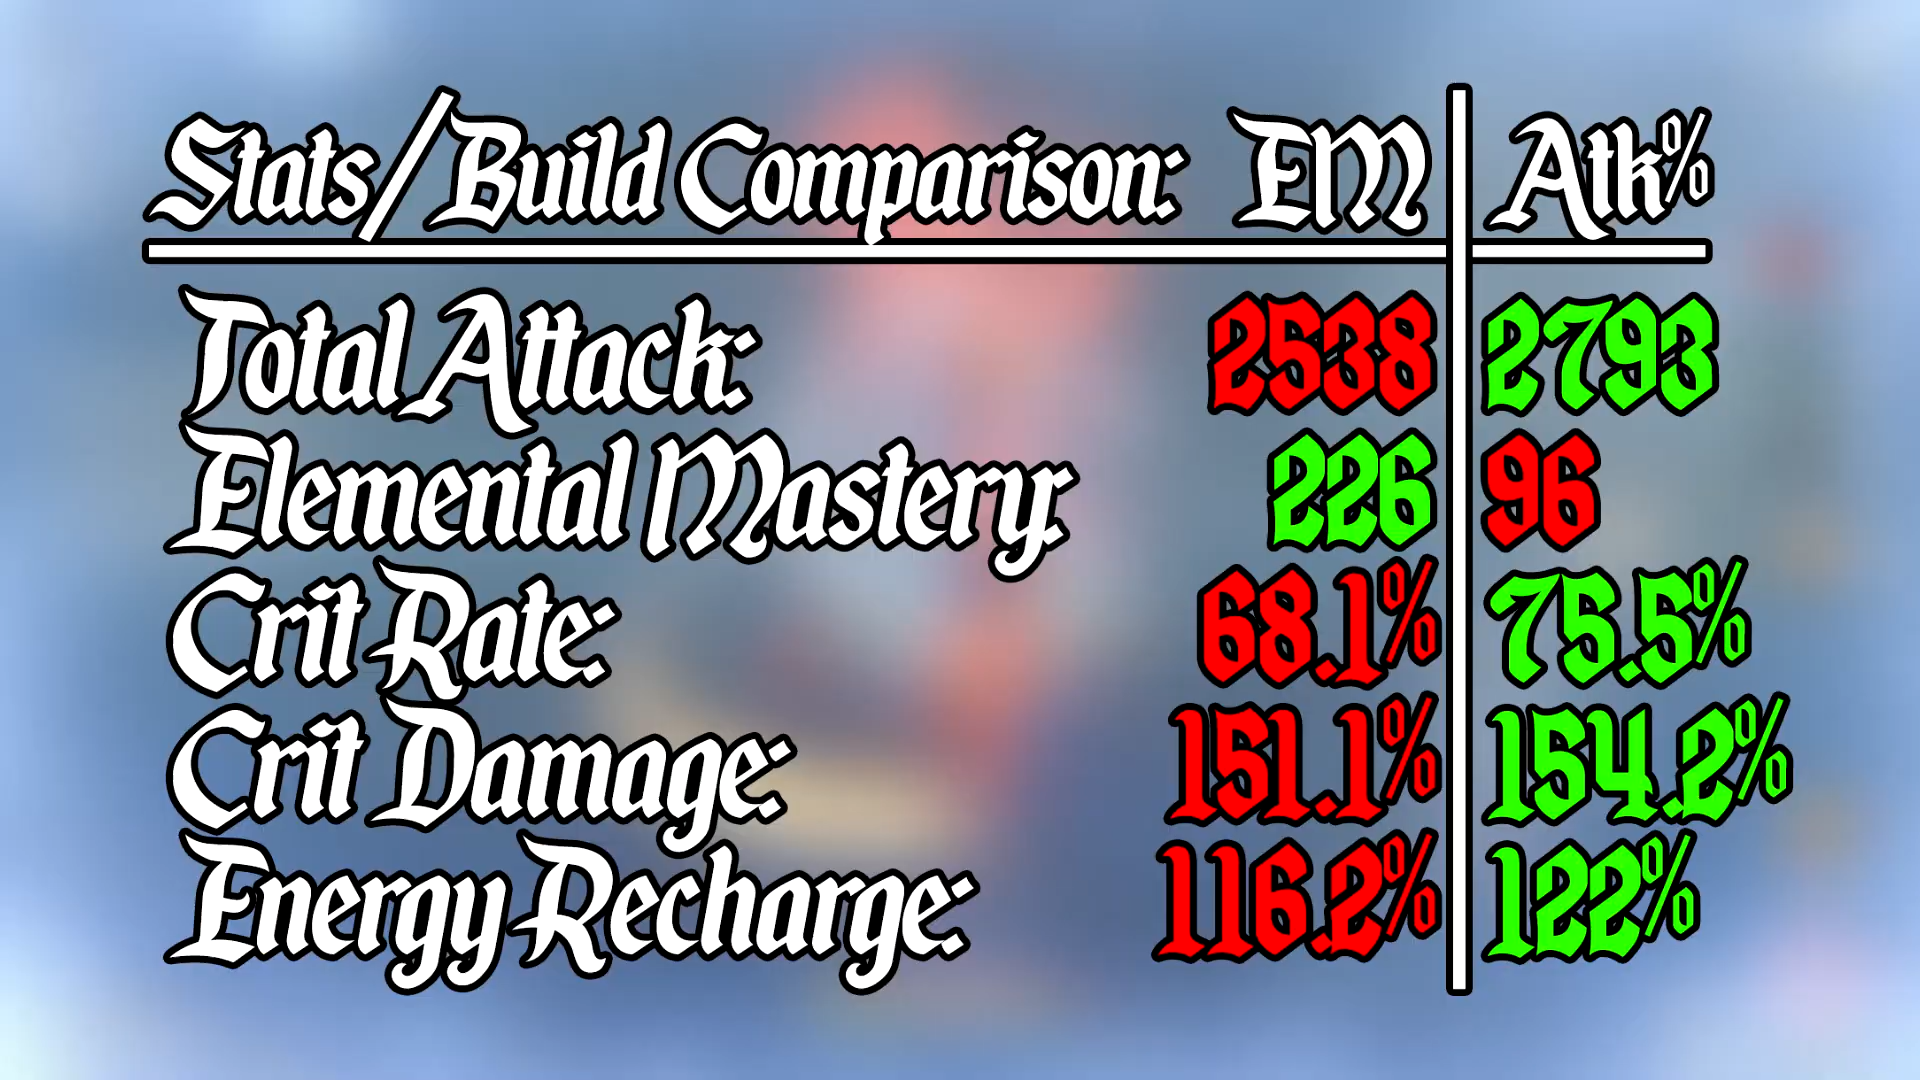 Stats/Build Comparison: EM Atk%
Total Attack: 2538 2793
Elemental Mastery: 226 96
Crit Rate: 68.1% 75.5%
Crit Damage: 151.1% 154.2%
Energy Recharge: 116.2% 122%